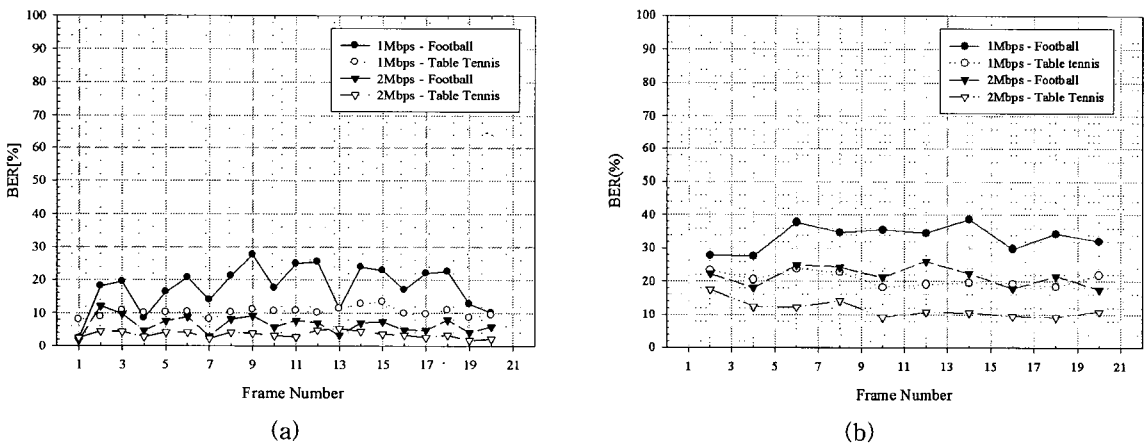 100
90
80
70
60
50
40
30
20
10
0
BER[%]
1Mbps - Football
1Mbps - Table Tennis
2Mbps - Football
2Mbps - Table Tennis
1 3 5 7 9 11 13 15 17 19 21
Frame Number
(a)
100
90
80
70
60
50
40
30
20
10
0
BER(%)
1Mbps - Football
1Mbps - Table tennis
2Mbps - Football
2Mbps - Table Tennis
1 3 5 7 9 11 13 15 17 19 21
Frame Number
(b)